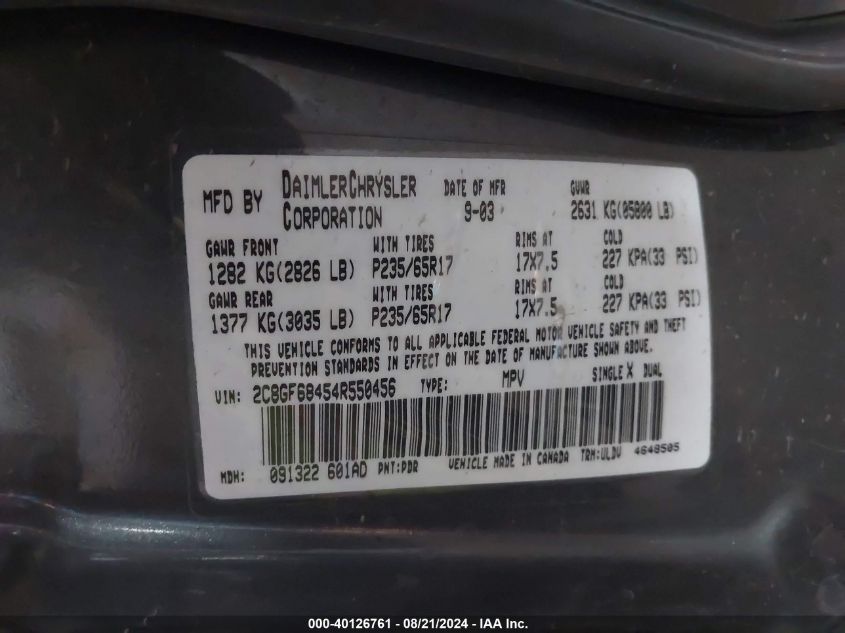 MFD BY DAIMLERCHRYSLER CORPORATION DATE OF MFR 9-03 GVWR 2631 KG(05800 LB)
GAWR FRONT WITH TIRES RIMS AT COLD
1282 KG(2826 LB) P235/65R17 17X7.5 227 KPA(33 PSI)
GAWR REAR WITH TIRES RIMS AT COLD
1377 KG(3035 LB) P235/65R17 17X7.5 227 KPA(33 PSI)
THIS VEHICLE CONFORMS TO ALL APPLICABLE FEDERAL MOTOR VEHICLE SAFETY AND THEFT
PREVENTION STANDARDS IN EFFECT ON THE DATE OF MANUFACTURE SHOWN ABOVE.
VIN: 2C8GF68454R550456 TYPE: MPV SINGLE X DUAL
MDH: 091322 601AD PNT:PDR VEHICLE MADE IN CANADA TRM:ULDV 4648505
000-40126761 - 08/21/2024 - IAA Inc.